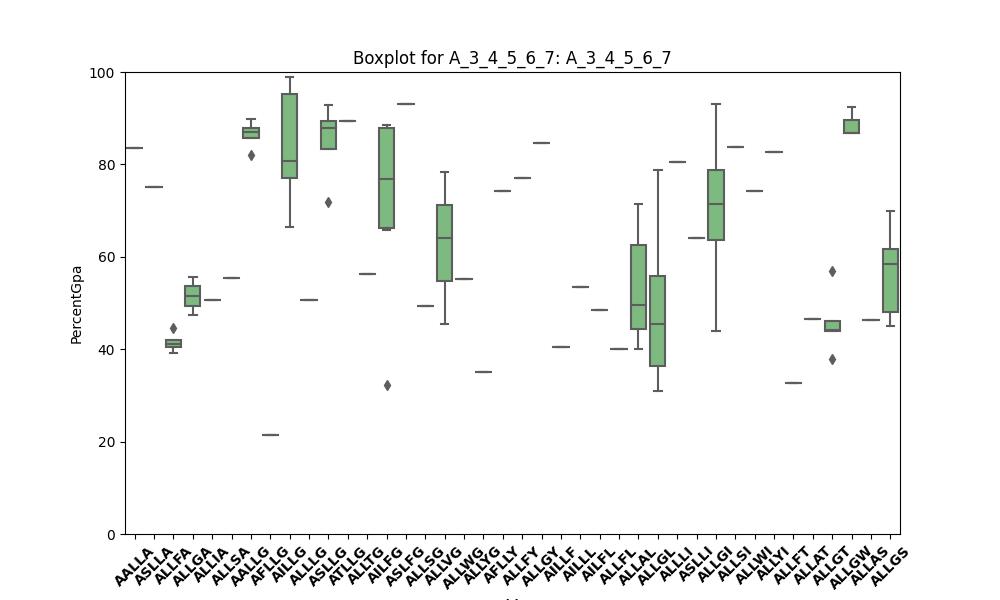 Boxplot for A_3_4_5_6_7: A_3_4_5_6_7
100
80
60
40
20
0
PercentGpa
AALLA
ASLLA
ALLFA
ALLGA
ALLIA
ALLSA
AALLG
AFLLG
AILLG
ALLLG
ASLLG
ATLLG
ALLTG
AILFG
ASLFG
ALLSG
ALLVG
ALLWG
ALLYG
AFLLY
ALLFY
ALLGY
AILLF
AILLL
AILFL
ALLFL
ALLAL
ALLGL
ALLLI
ASLLI
ALLGI
ALLSI
ALLWI
ALLYI
ALLFT
ALLAT
ALLGT
ALLGW
ALLAS
ALLGS